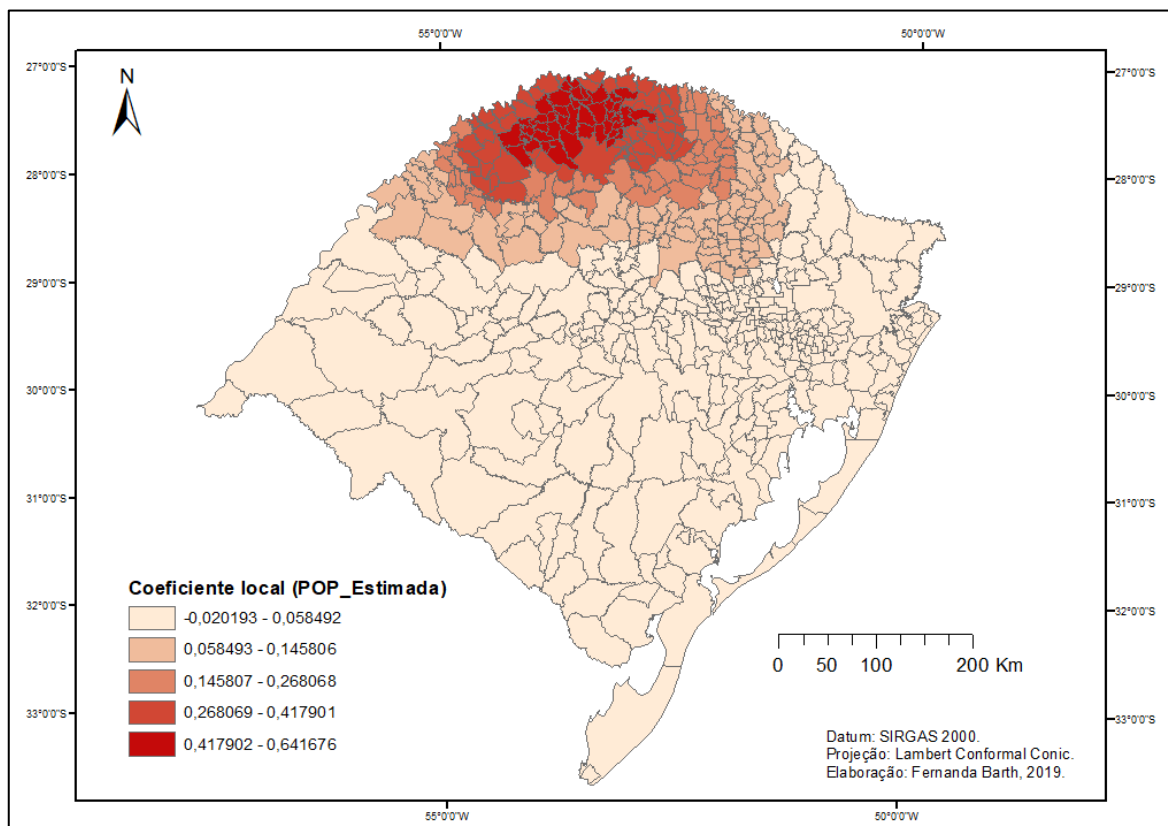 55°0'0"W 50°0'0"W
27°0'0"S 27°0'0"S
N
28°0'0"S 28°0'0"S
29°0'0"S 29°0'0"S
30°0'0"S 30°0'0"S
31°0'0"S 31°0'0"S
Coeficiente local (POP_Estimada)
-0,020193 - 0,058492
0,058493 - 0,145806
0,145807 - 0,268068
0,268069 - 0,417901
0,417902 - 0,641676
32°0'0"S 32°0'0"S
0 50 100 200 Km
33°0'0"S 33°0'0"S
Datum: SIRGAS 2000.
Projeção: Lambert Conformal Conic.
Elaboração: Fernanda Barth, 2019.
55°0'0"W 50°0'0"W